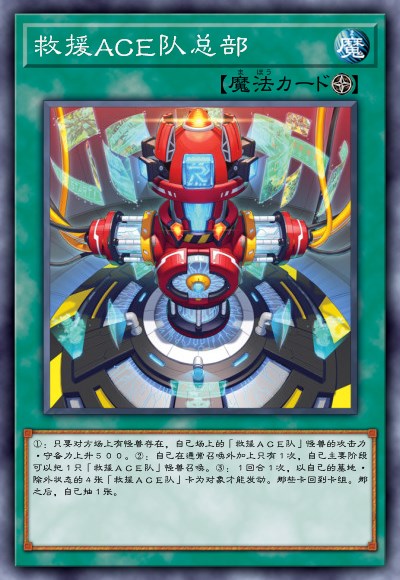 救援ACE队总部
魔
【魔法カード】
ま ほう
①：只要对方场上有怪兽存在，自己场上的「救援ACE队」怪兽的攻击力
・守备力上升５００。②：自己在通常召唤外加上只有１次，自己主要阶段
可以把１只「救援ACE队」怪兽召唤。③：１回合１次，以自己的墓地・
除外状态的４张「救援ACE队」卡为对象才能发动。那些卡回到卡组。那
之后，自己抽１张。